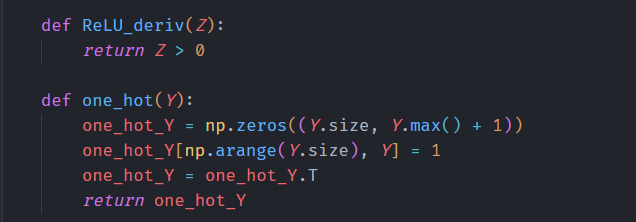 def ReLU_deriv(Z):
    return Z > 0
def one_hot(Y):
    one_hot_Y = np.zeros((Y.size, Y.max() + 1))
    one_hot_Y[np.arange(Y.size), Y] = 1
    one_hot_Y = one_hot_Y.T
    return one_hot_Y